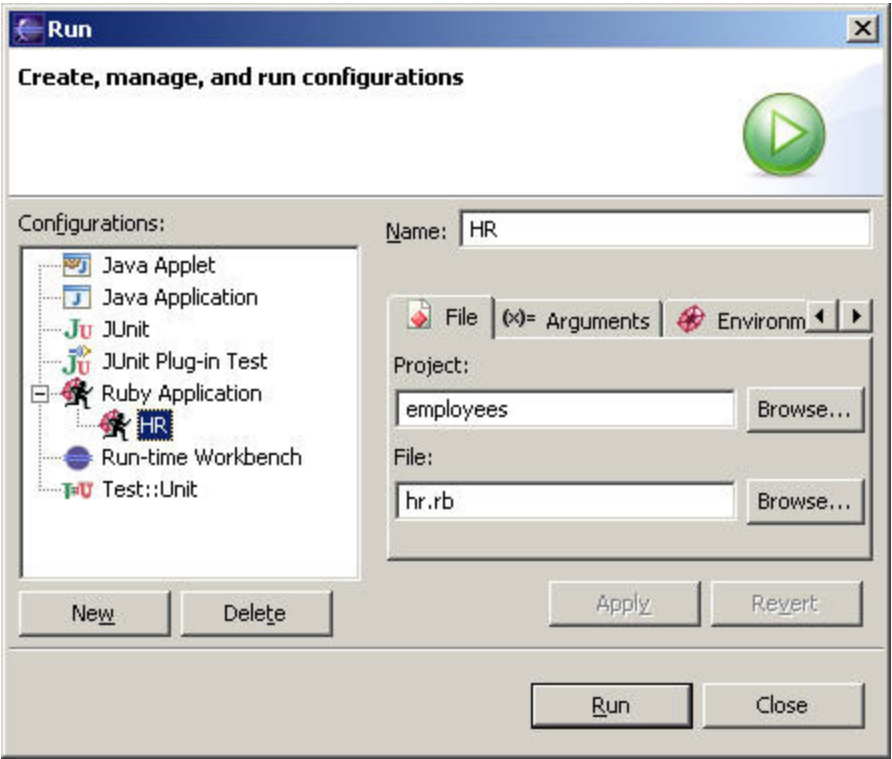 Run
Create, manage, and run configurations
Configurations:
Java Applet
Java Application
JUnit
JUnit Plug-in Test
Ruby Application
HR
Run-time Workbench
Test::Unit
New Delete
Name: HR
File (x)= Arguments Environm
Project:
employees Browse...
File:
hr.rb Browse...
Apply Revert
Run Close